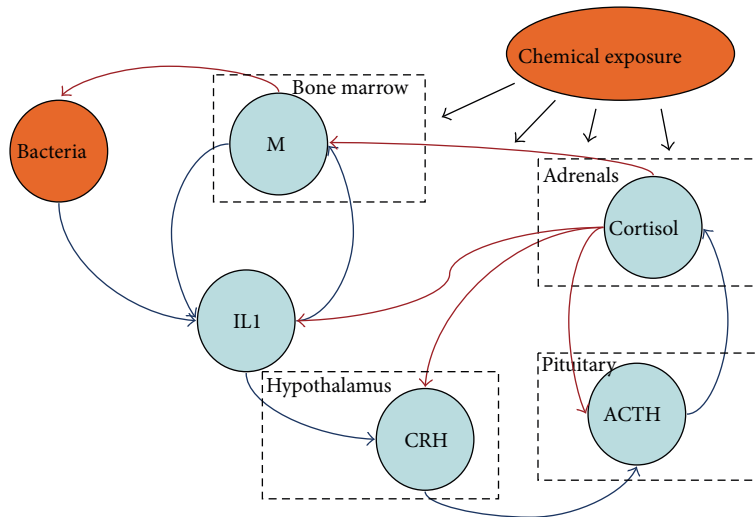 Chemical exposure
Bone marrow
M
Bacteria
Adrenals
Cortisol
IL1
Pituitary
Hypothalamus
ACTH
CRH